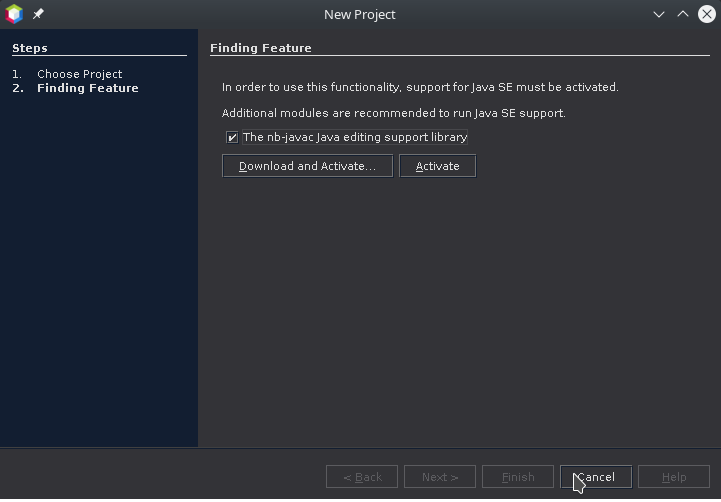 New Project
Steps
1. Choose Project
2. Finding Feature
Finding Feature
In order to use this functionality, support for Java SE must be activated.
Additional modules are recommended to run Java SE support.
The nb-javac Java editing support library
Download and Activate... Activate
< Back Next > Finish Cancel Help